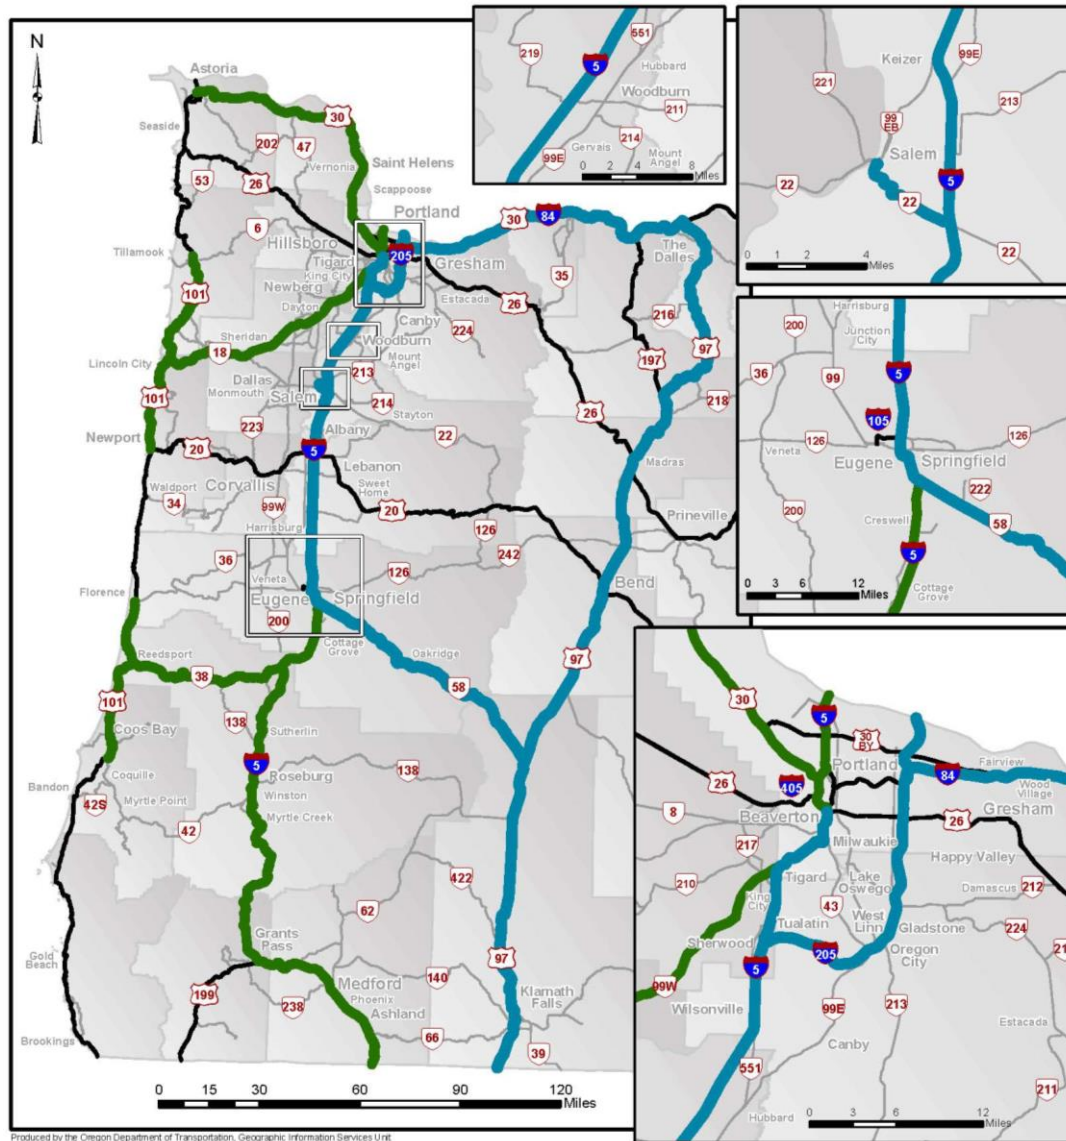 N
Astoria
Seaside
30
202
47
Vernonia
Saint Helens
Scappoose
53
26
Portland
6
Hillsboro
Tillamook
Tigard
King City
205
Gresham
30
84
The Dalles
35
Newberg
101
Dayton
Estacada
26
Canby
224
216
197
97
Sheridan
18
Woodburn
Mount Angel
Lincoln City
Dallas
Monmouth
213
Salem
214
218
101
Stayton
26
223
Albany
22
Newport
20
5
Lebanon
Madras
Corvallis
Sweet Home
Waldport
34
99W
20
Prineville
Harrisburg
126
242
36
126
Veneta
Bend
Florence
Eugene
Springfield
200
Cottage Grove
Reedsport
Oakridge
97
38
58
101
138
Sutherlin
Coos Bay
5
Roseburg
138
Coquille
Bandon
Winston
42S
Myrtle Point
Myrtle Creek
42
422
62
Grants Pass
Gold Beach
Medford
140
97
Klamath Falls
199
238
Phoenix
Ashland
66
Brookings
39
0 15 30 60 90 120
Miles
Produced by the Oregon Department of Transportation, Geographic Information Services Unit
551
219
5
Hubbard
Woodburn
211
214
Gervais
Mount Angel
99E
0 2 4 8
Miles
99E
Keizer
221
213
99 EB
Salem
5
22
22
22
0 2 4
Miles
Harrisburg
200
Junction City
36
99
5
105
126
126
Veneta
Eugene
Springfield
222
200
58
Creswell
5
Cottage Grove
0 3 6 12
Miles
30
5
30 BY
Portland
Fairview
84
26
405
Wood Village
Gresham
8
Beaverton
26
217
Milwaukie
Happy Valley
210
Tigard
Lake Oswego
King City
Damascus
212
43
Tualatin
West Linn
Gladstone
224
Sherwood
205
Oregon City
5
99W
Wilsonville
99E
213
Estacada
Canby
551
211
Hubbard
0 3 6 12
Miles